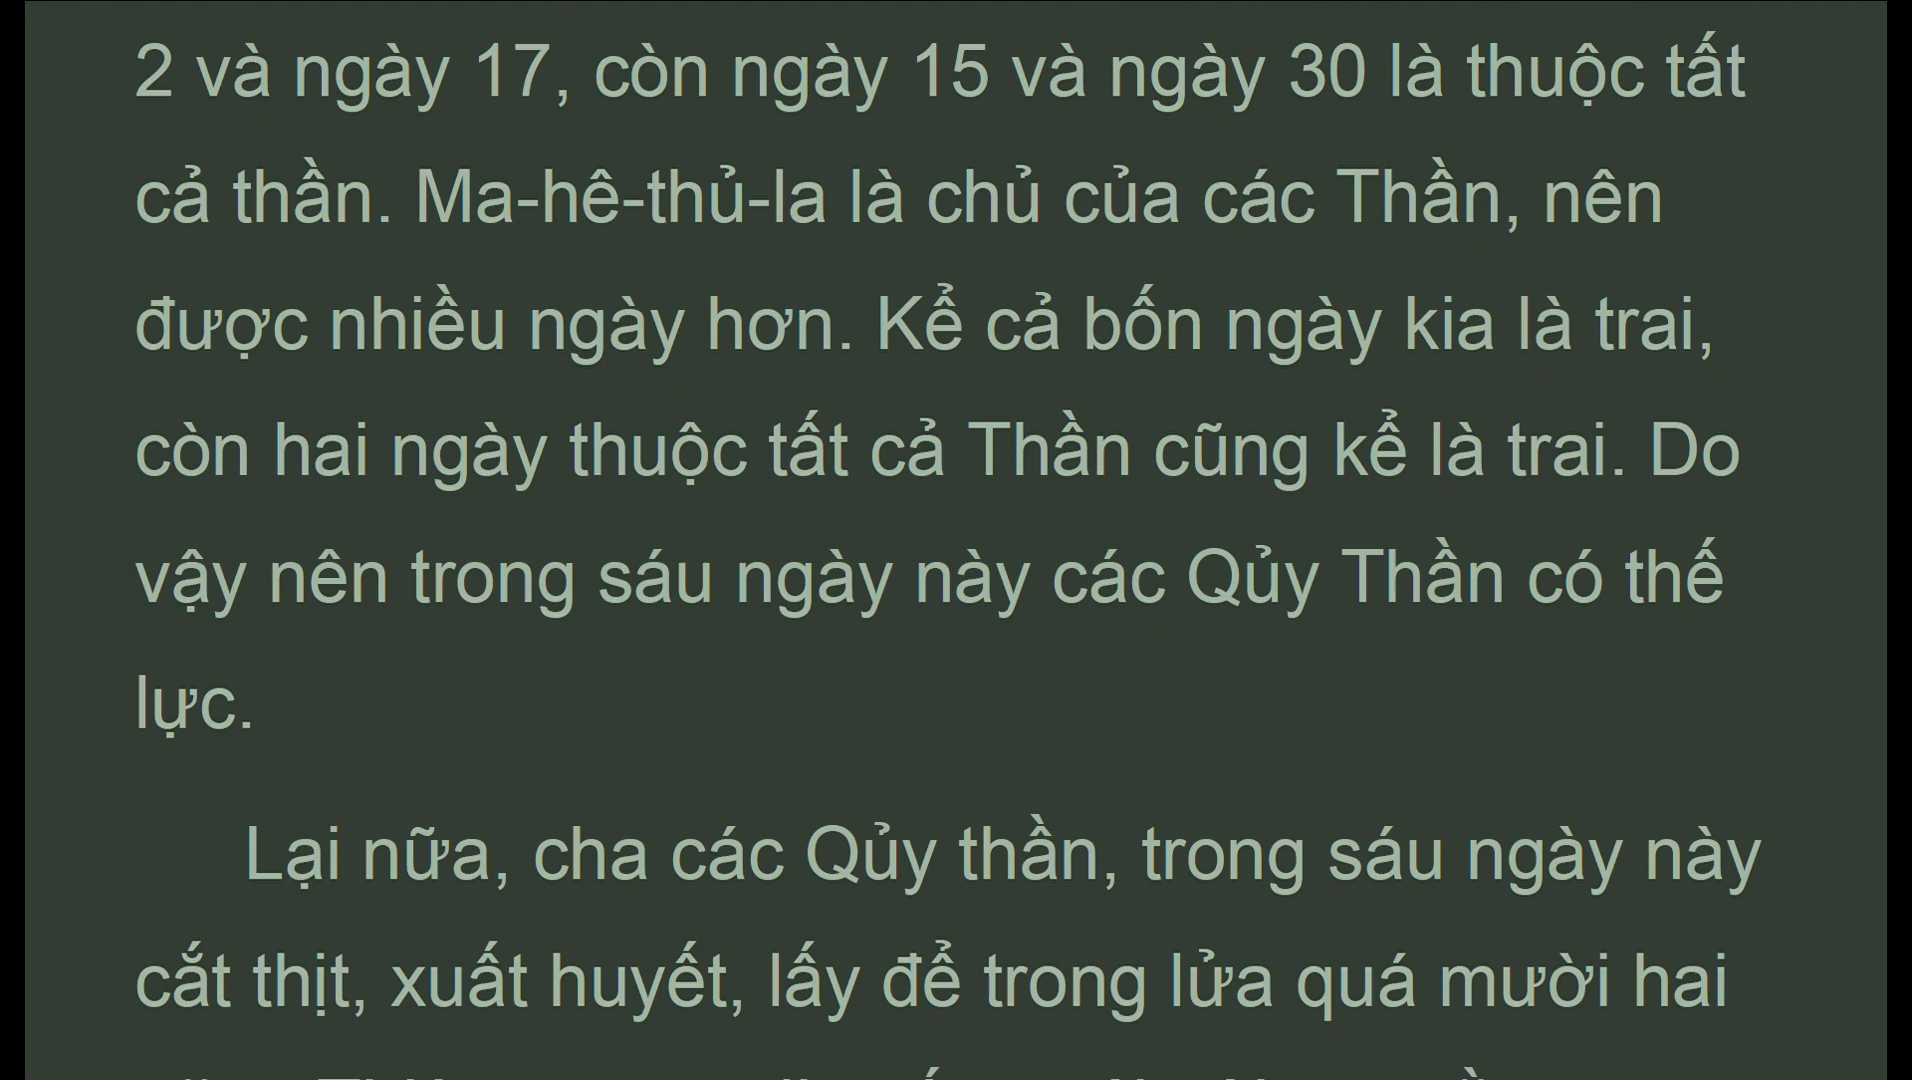 2 và ngày 17, còn ngày 15 và ngày 30 là thuộc tất
cả thần. Ma-hê-thủ-la là chủ của các Thần, nên
được nhiều ngày hơn. Kể cả bốn ngày kia là trai,
còn hai ngày thuộc tất cả Thần cũng kể là trai. Do
vậy nên trong sáu ngày này các Qủy Thần có thế
lực.
Lại nữa, cha các Qủy thần, trong sáu ngày này
cắt thịt, xuất huyết, lấy để trong lửa quá mười hai